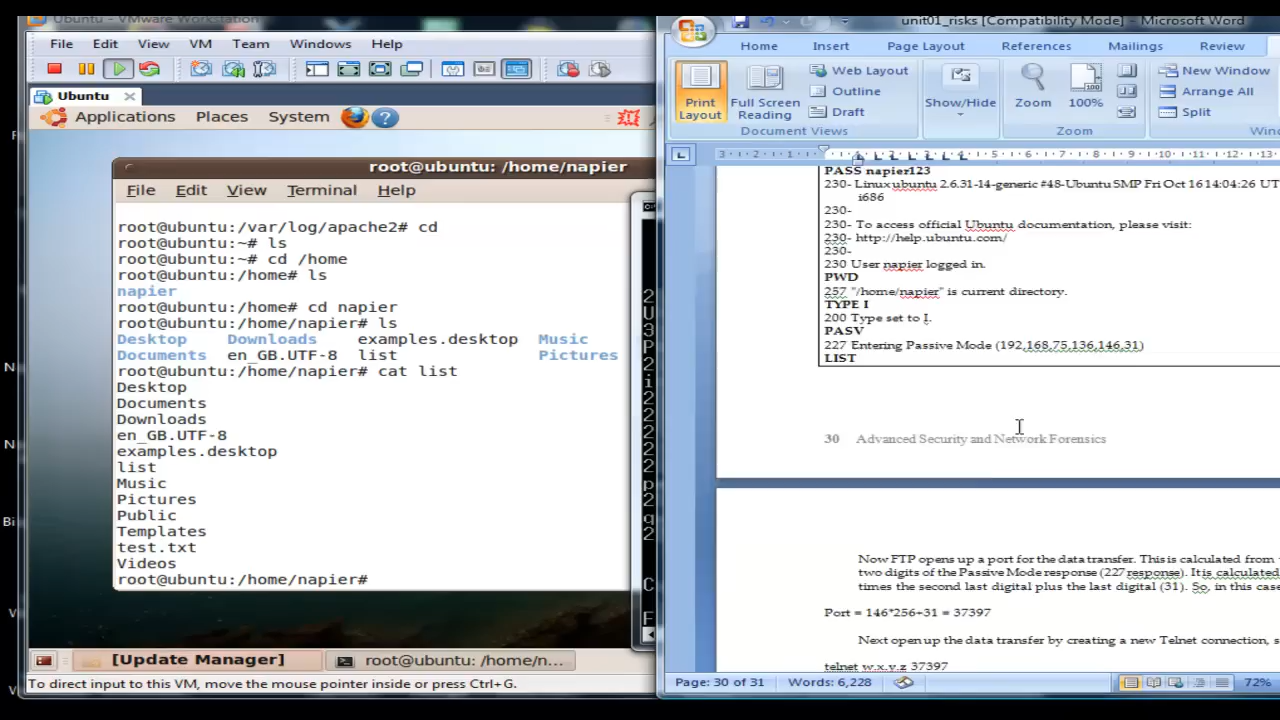 Ubuntu - VMware Workstation
File Edit View VM Team Windows Help
Ubuntu
Applications Places System
root@ubuntu: /home/napier
File Edit View Terminal Help
root@ubuntu:/var/log/apache2# cd
root@ubuntu:~# ls
root@ubuntu:~# cd /home
root@ubuntu:/home# ls
napier
root@ubuntu:/home# cd napier
root@ubuntu:/home/napier# ls
Desktop Downloads examples.desktop Music
Documents en_GB.UTF-8 list Pictures
root@ubuntu:/home/napier# cat list
Desktop
Documents
Downloads
en_GB.UTF-8
examples.desktop
list
Music
Pictures
Public
Templates
test.txt
Videos
root@ubuntu:/home/napier#
[Update Manager] root@ubuntu: /home/n...
To direct input to this VM, move the mouse pointer inside or press Ctrl+G.
unit01_risks [Compatibility Mode] - Microsoft Word
Home Insert Page Layout References Mailings Review
Print Layout
Full Screen Reading
Web Layout
Outline
Draft
Document Views
Show/Hide
Zoom
100%
Zoom
New Window
Arrange All
Split
PASS napier123
230- Linux ubuntu 2.6.31-14-generic #48-Ubuntu SMP Fri Oct 16 14:04:26 UT
i686
230-
230- To access official Ubuntu documentation, please visit:
230- http://help.ubuntu.com/
230-
230 User napier logged in.
PWD
257 "/home/napier" is current directory.
TYPE I
200 Type set to I.
PASV
227 Entering Passive Mode (192,168,75,136,146,31)
LIST
30 Advanced Security and Network Forensics
Now FTP opens up a port for the data transfer. This is calculated from
two digits of the Passive Mode response (227 response). It is calculated
times the second last digital plus the last digital (31). So, in this case
Port = 146*256+31 = 37397
Next open up the data transfer by creating a new Telnet connection, s
telnet w.x.y.z 37397
Page: 30 of 31 Words: 6,228 72%